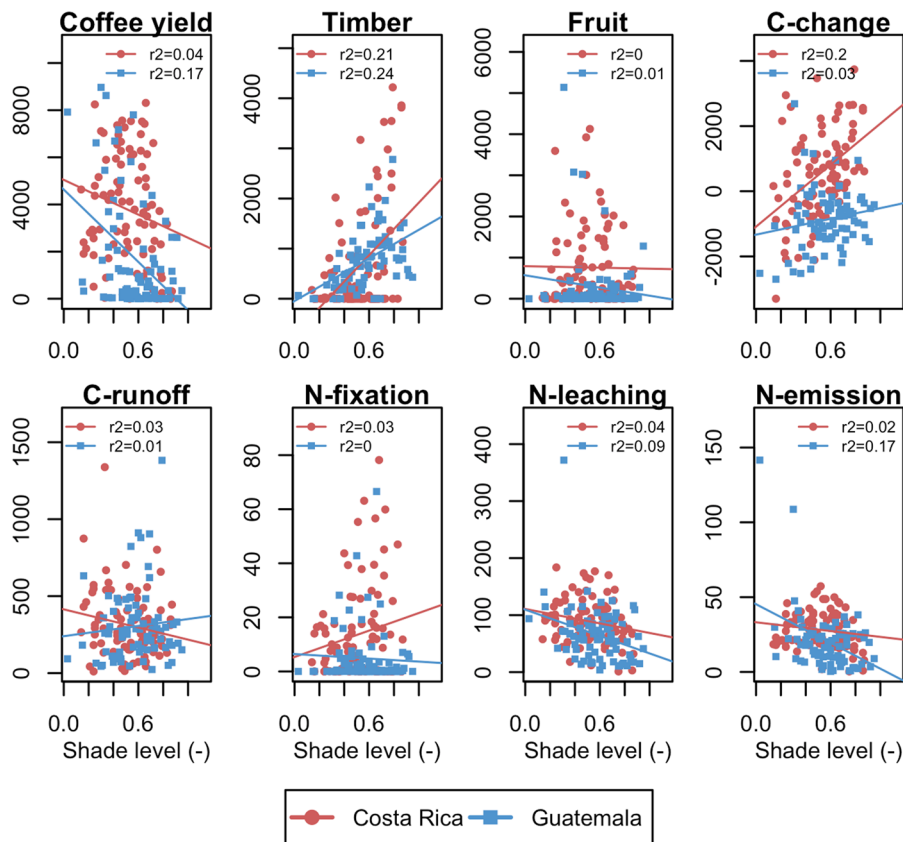 Coffee yield
r2=0.04
r2=0.17
0 4000 8000
0.0 0.6
Timber
r2=0.21
r2=0.24
0 2000 4000
0.0 0.6
Fruit
r2=0
r2=0.01
0 2000 4000 6000
0.0 0.6
C-change
r2=0.2
r2=0.03
-2000 0 2000
0.0 0.6
C-runoff
r2=0.03
r2=0.01
0 500 1000 1500
0.0 0.6
Shade level (-)
N-fixation
r2=0.03
r2=0
0 20 40 60 80
0.0 0.6
Shade level (-)
N-leaching
r2=0.04
r2=0.09
0 100 200 300 400
0.0 0.6
Shade level (-)
N-emission
r2=0.02
r2=0.17
0 50 100 150
0.0 0.6
Shade level (-)
Costa Rica Guatemala